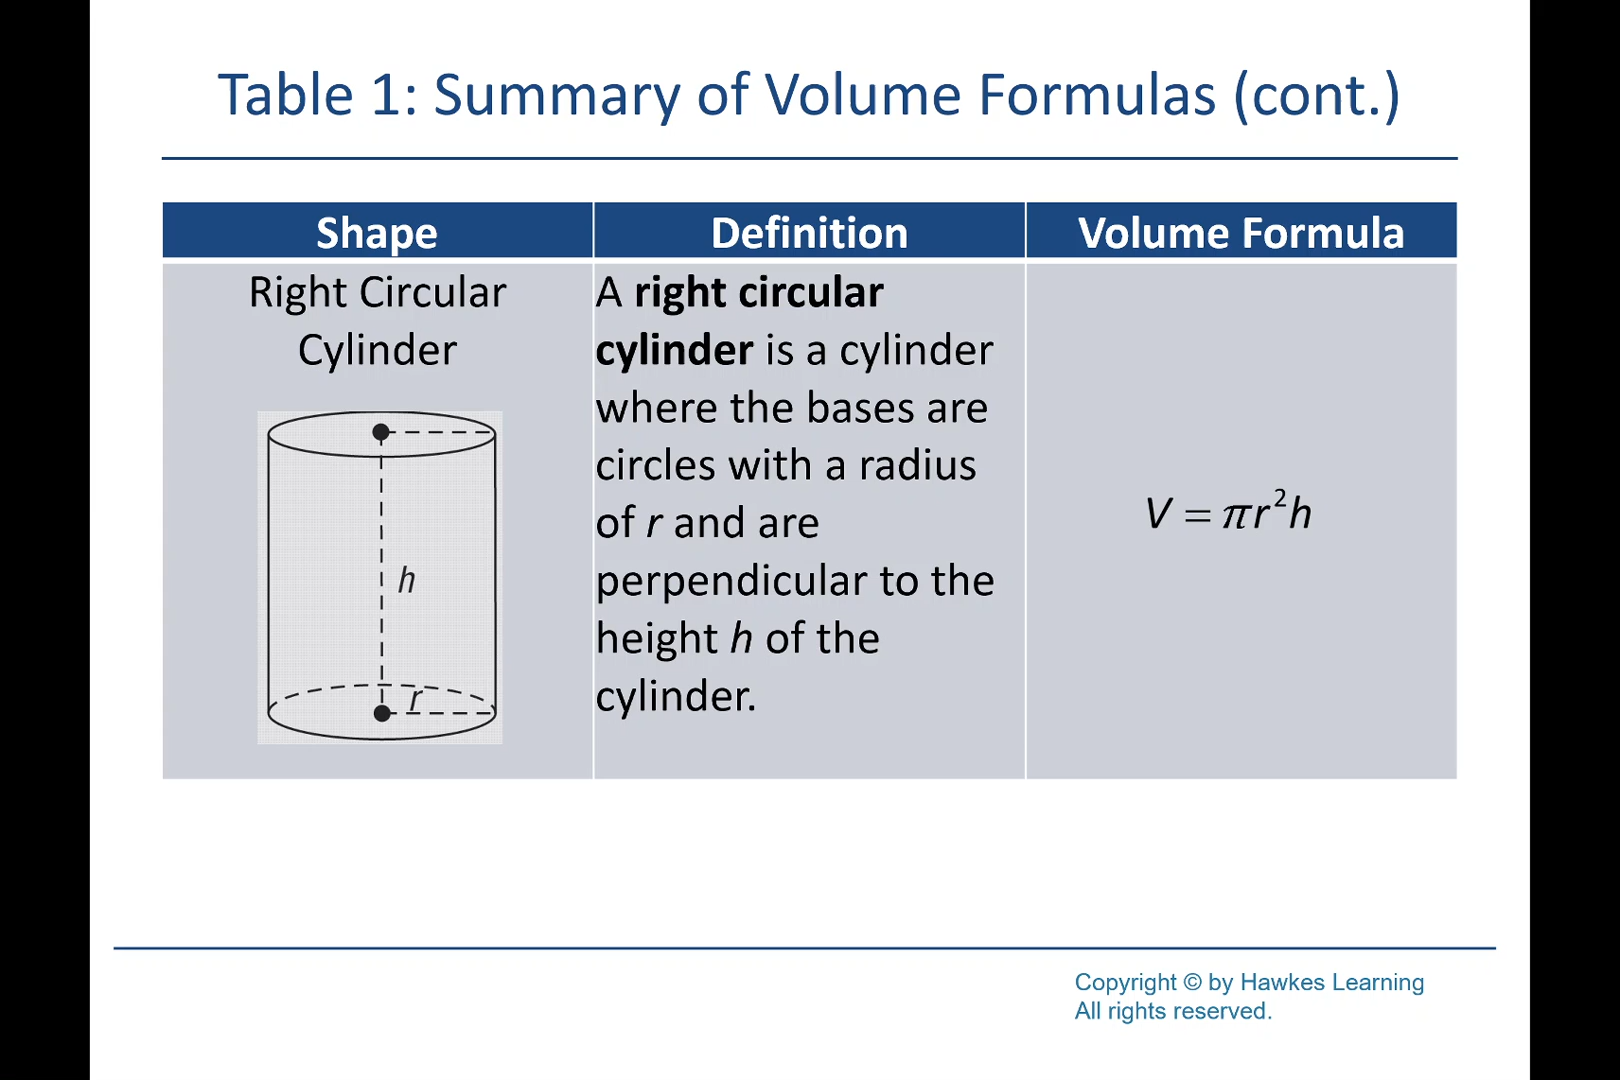 Table 1: Summary of Volume Formulas (cont.)
Shape
Definition
Volume Formula
Right Circular
Cylinder
h
r
A right circular
cylinder is a cylinder
where the bases are
circles with a radius
of r and are
perpendicular to the
height h of the
cylinder.
V = πr²h
Copyright © by Hawkes Learning
All rights reserved.